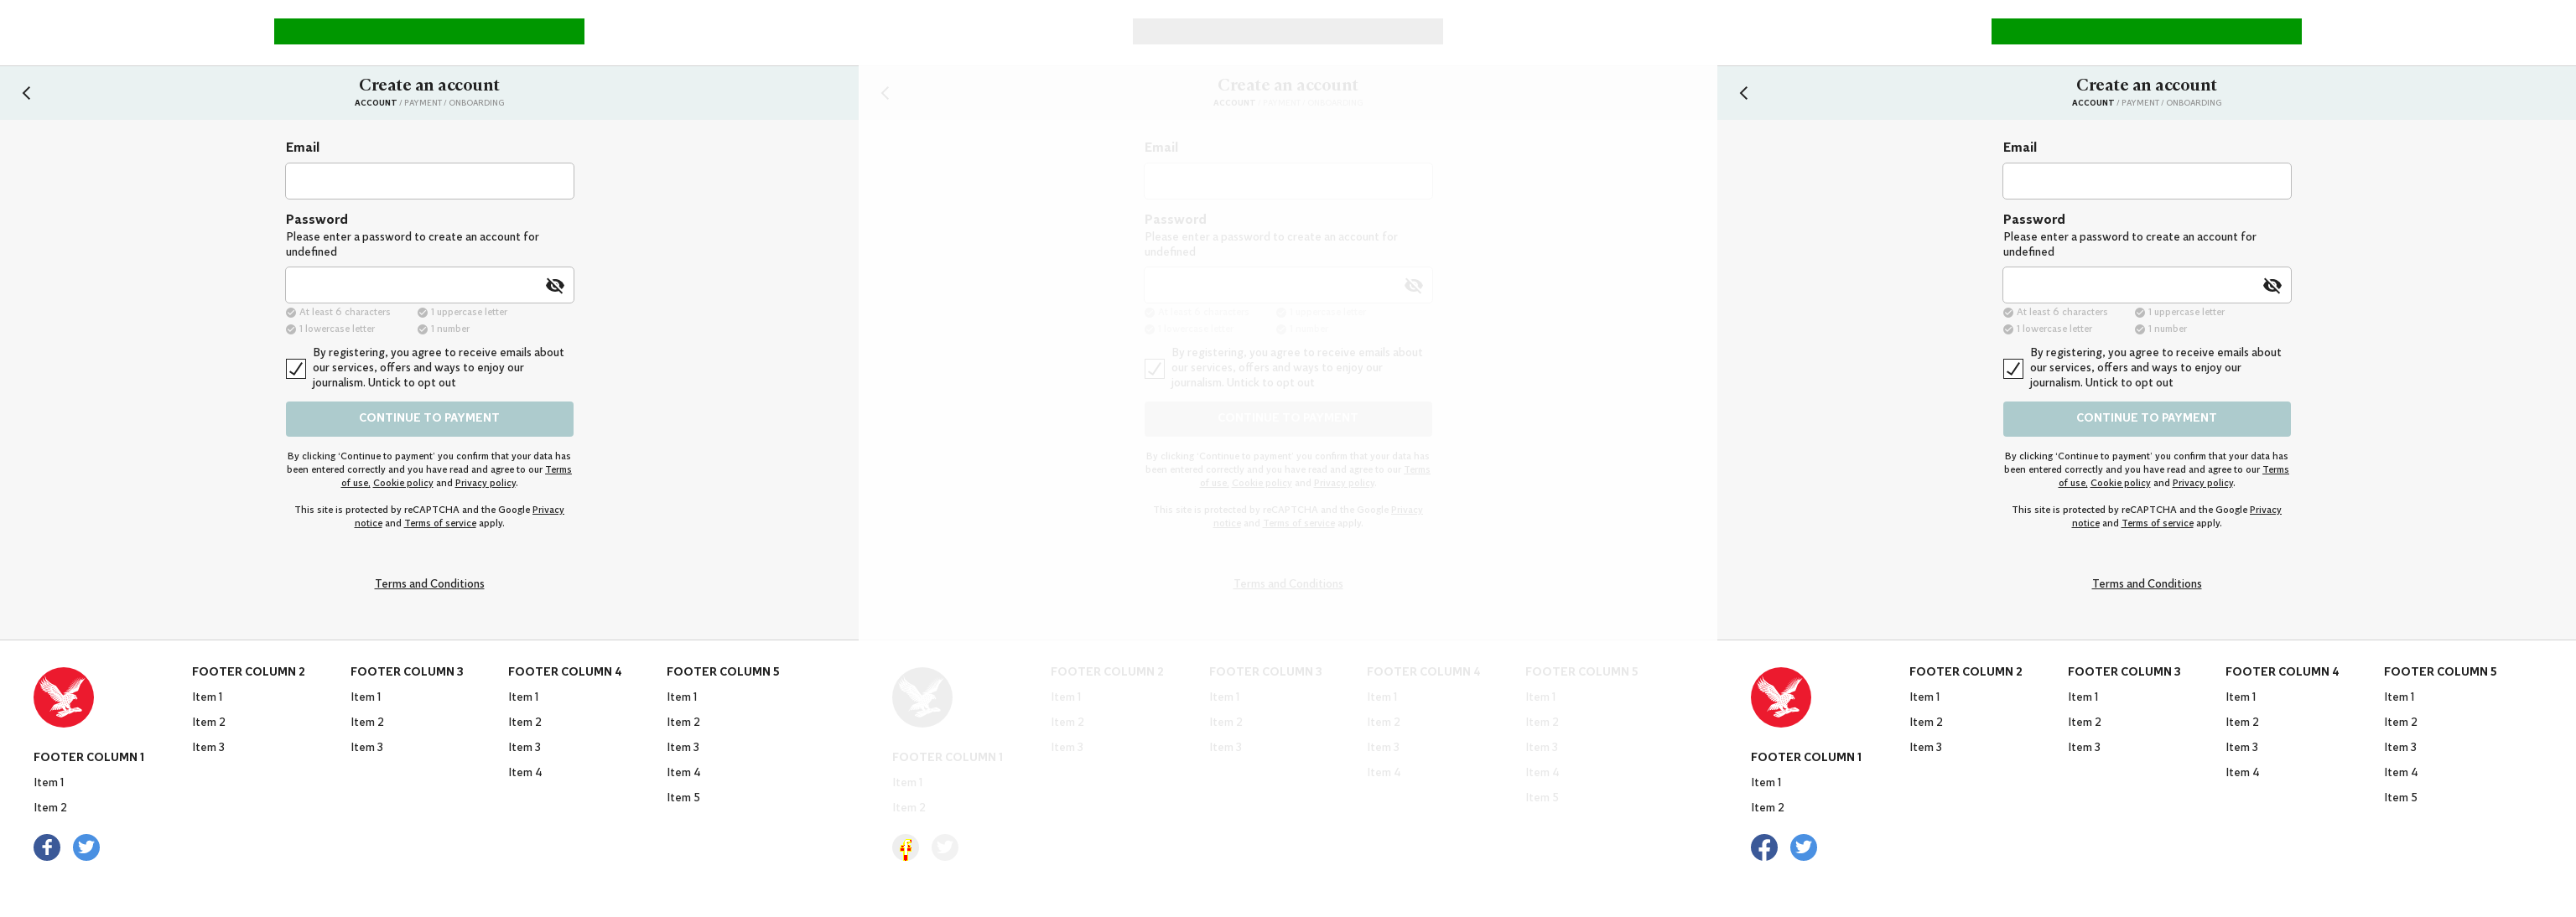 Create an account
ACCOUNT / PAYMENT / ONBOARDING
Email
Password
Please enter a password to create an account for
undefined
At least 6 characters
1 uppercase letter
1 lowercase letter
1 number
By registering, you agree to receive emails about
our services, offers and ways to enjoy our
journalism. Untick to opt out
CONTINUE TO PAYMENT
By clicking ‘Continue to payment’ you confirm that your data has
been entered correctly and you have read and agree to our Terms
of use, Cookie policy and Privacy policy.
This site is protected by reCAPTCHA and the Google Privacy
notice and Terms of service apply.
Terms and Conditions
FOOTER COLUMN 1
Item 1
Item 2
FOOTER COLUMN 2
Item 1
Item 2
Item 3
FOOTER COLUMN 3
Item 1
Item 2
Item 3
FOOTER COLUMN 4
Item 1
Item 2
Item 3
Item 4
FOOTER COLUMN 5
Item 1
Item 2
Item 3
Item 4
Item 5
Create an account
ACCOUNT / PAYMENT / ONBOARDING
Email
Password
Please enter a password to create an account for
undefined
By registering, you agree to receive emails about
our services, offers and ways to enjoy our
journalism. Untick to opt out
CONTINUE TO PAYMENT
By clicking ‘Continue to payment’ you confirm that your data has
been entered correctly and you have read and agree to our Terms
of use, Cookie policy and Privacy policy.
This site is protected by reCAPTCHA and the Google Privacy
notice and Terms of service apply.
Terms and Conditions
FOOTER COLUMN 1
Item 1
Item 2
FOOTER COLUMN 2
Item 1
Item 2
Item 3
FOOTER COLUMN 3
Item 1
Item 2
Item 3
FOOTER COLUMN 4
Item 1
Item 2
Item 3
Item 4
FOOTER COLUMN 5
Item 1
Item 2
Item 3
Item 4
Item 5
Create an account
ACCOUNT / PAYMENT / ONBOARDING
Email
Password
Please enter a password to create an account for
undefined
At least 6 characters
1 uppercase letter
1 lowercase letter
1 number
By registering, you agree to receive emails about
our services, offers and ways to enjoy our
journalism. Untick to opt out
CONTINUE TO PAYMENT
By clicking ‘Continue to payment’ you confirm that your data has
been entered correctly and you have read and agree to our Terms
of use, Cookie policy and Privacy policy.
This site is protected by reCAPTCHA and the Google Privacy
notice and Terms of service apply.
Terms and Conditions
FOOTER COLUMN 1
Item 1
Item 2
FOOTER COLUMN 2
Item 1
Item 2
Item 3
FOOTER COLUMN 3
Item 1
Item 2
Item 3
FOOTER COLUMN 4
Item 1
Item 2
Item 3
Item 4
FOOTER COLUMN 5
Item 1
Item 2
Item 3
Item 4
Item 5